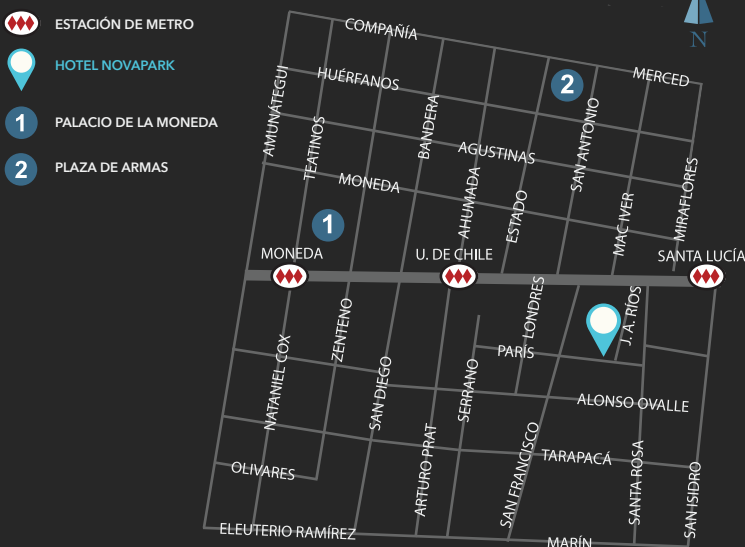 ESTACIÓN DE METRO
HOTEL NOVAPARK
1 PALACIO DE LA MONEDA
2 PLAZA DE ARMAS
N
COMPAÑÍA
MERCED
HUÉRFANOS
2
AMUNÁTEGUI
TEATINOS
BANDERA
AGUSTINAS
SAN ANTONIO
MONEDA
AHUMADA
ESTADO
MAC IVER
MIRAFLORES
1
MONEDA
U. DE CHILE
SANTA LUCÍA
LONDRES
J. A. RÍOS
ZENTENO
PARÍS
NATANIEL COX
SAN DIEGO
SERRANO
ALONSO OVALLE
ARTURO PRAT
SAN FRANCISCO
TARAPACÁ
SANTA ROSA
SAN ISIDRO
OLIVARES
ELEUTERIO RAMÍREZ
MARÍN